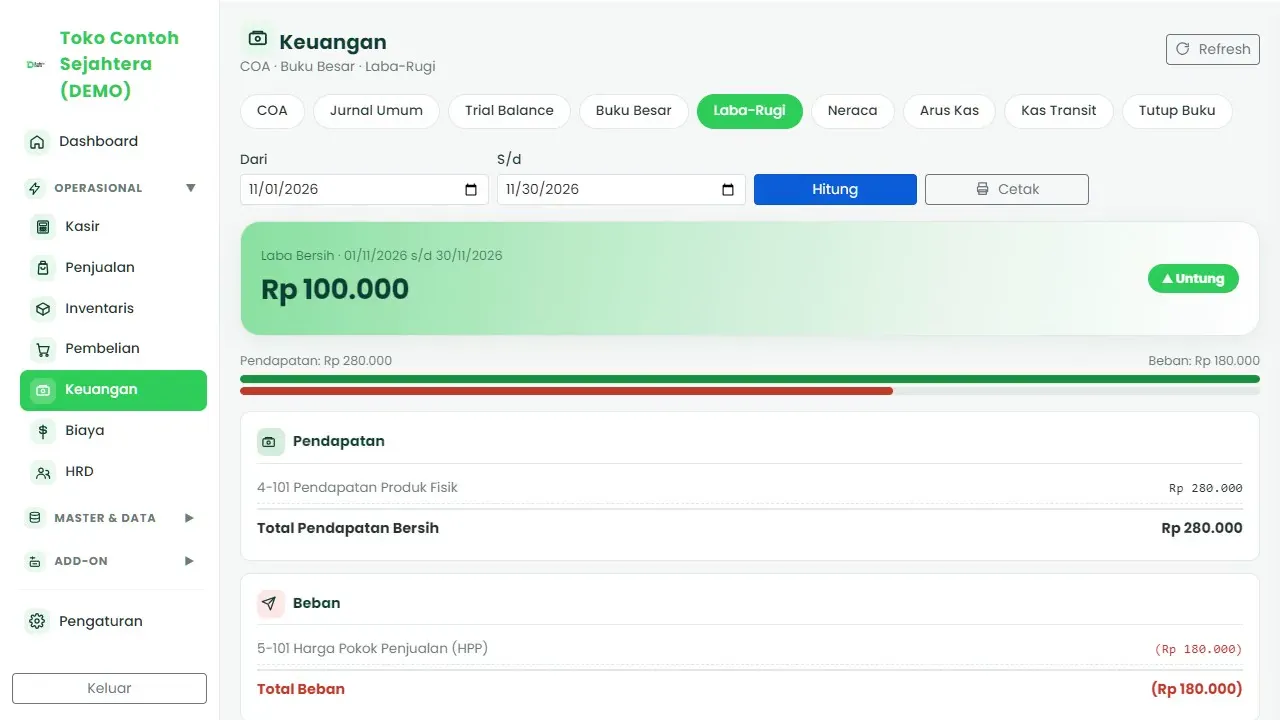 Toko Contoh
Sejahtera
(DEMO)
Dashboard
OPERASIONAL
Kasir
Penjualan
Inventaris
Pembelian
Keuangan
Biaya
HRD
MASTER & DATA
ADD-ON
Pengaturan
Keluar
Keuangan
COA · Buku Besar · Laba-Rugi
Refresh
COA
Jurnal Umum
Trial Balance
Buku Besar
Laba-Rugi
Neraca
Arus Kas
Kas Transit
Tutup Buku
Dari
S/d
11/01/2026
11/30/2026
Hitung
Cetak
Laba Bersih · 01/11/2026 s/d 30/11/2026
Rp 100.000
▲ Untung
Pendapatan: Rp 280.000
Beban: Rp 180.000
Pendapatan
4-101 Pendapatan Produk Fisik
Rp 280.000
Total Pendapatan Bersih
Rp 280.000
Beban
5-101 Harga Pokok Penjualan (HPP)
(Rp 180.000)
Total Beban
(Rp 180.000)